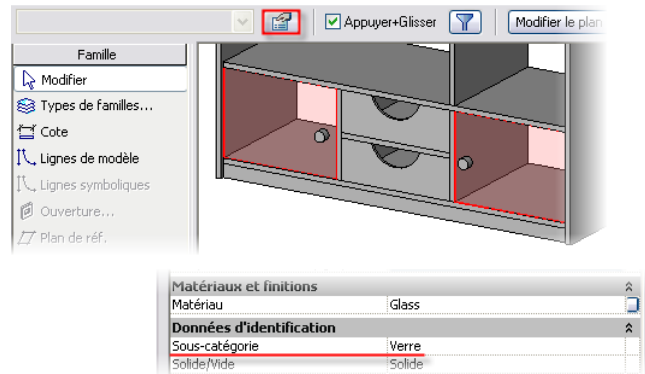 Appuyer+Glisser
Modifier le plan
Famille
Modifier
Types de familles...
Cote
Lignes de modèle
Lignes symboliques
Ouverture...
Plan de réf.
Matériaux et finitions
Matériau Glass
Données d'identification
Sous-catégorie Verre
Solide/Vide Solide